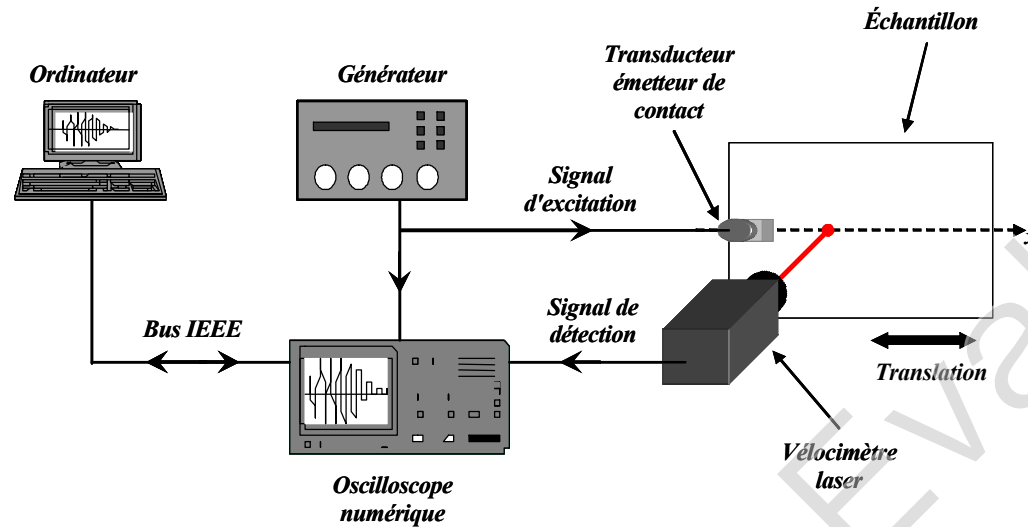 Échantillon
Ordinateur
Générateur
Transducteur
émetteur de
contact
Signal
d'excitation
Bus IEEE
Signal de
détection
Translation
Vélocimètre
laser
Oscilloscope
numérique
Eva